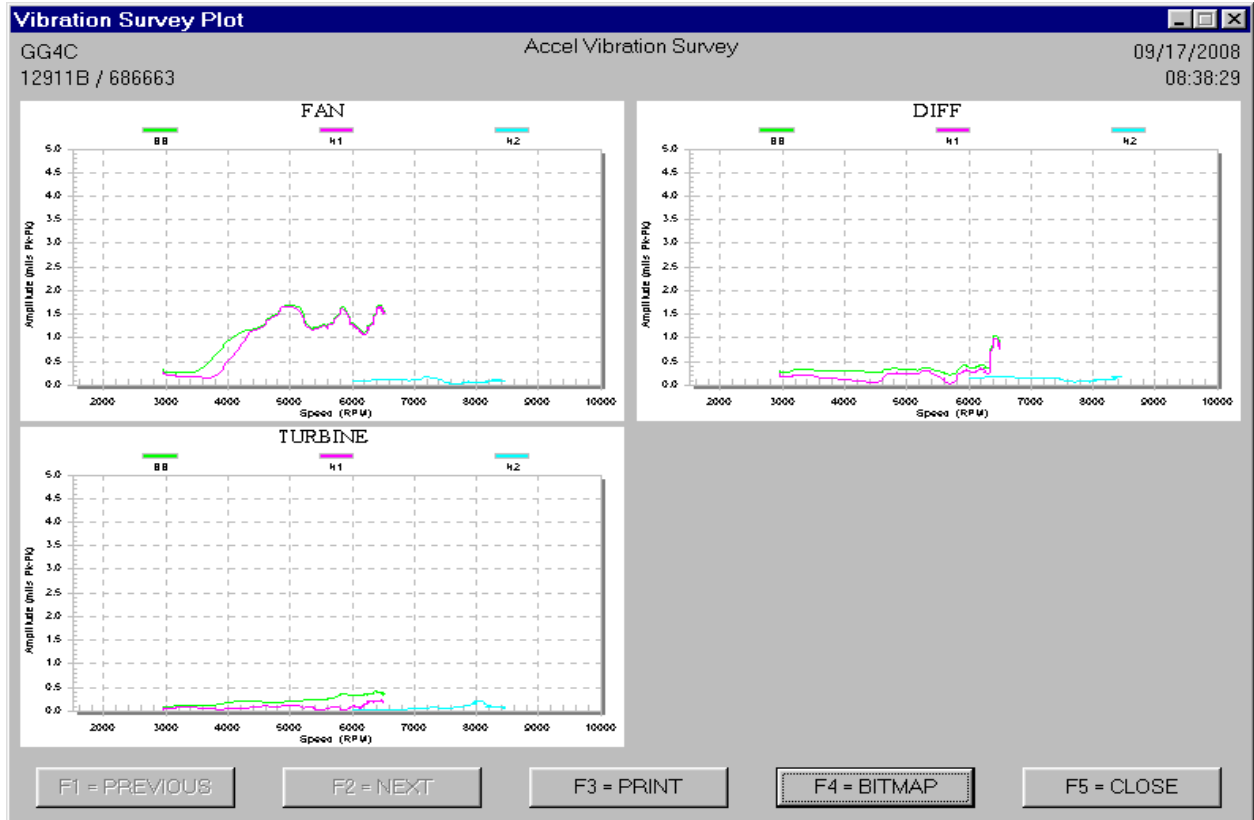 Vibration Survey Plot
GG4C
Accel Vibration Survey
09/17/2008
12911B / 686663
08:38:29
FAN
BB N1 N2
5.0
4.5
4.0
3.5
3.0
2.5
2.0
1.5
1.0
0.5
0.0
Amplitude (mils Pk-Pk)
2000 3000 4000 5000 6000 7000 8000 9000 10000
Speed (RPM)
DIFF
BB N1 N2
5.0
4.5
4.0
3.5
3.0
2.5
2.0
1.5
1.0
0.5
0.0
Amplitude (mils Pk-Pk)
2000 3000 4000 5000 6000 7000 8000 9000 10000
Speed (RPM)
TURBINE
BB N1 N2
5.0
4.5
4.0
3.5
3.0
2.5
2.0
1.5
1.0
0.5
0.0
Amplitude (mils Pk-Pk)
2000 3000 4000 5000 6000 7000 8000 9000 10000
Speed (RPM)
F1 = PREVIOUS
F2 = NEXT
F3 = PRINT
F4 = BITMAP
F5 = CLOSE